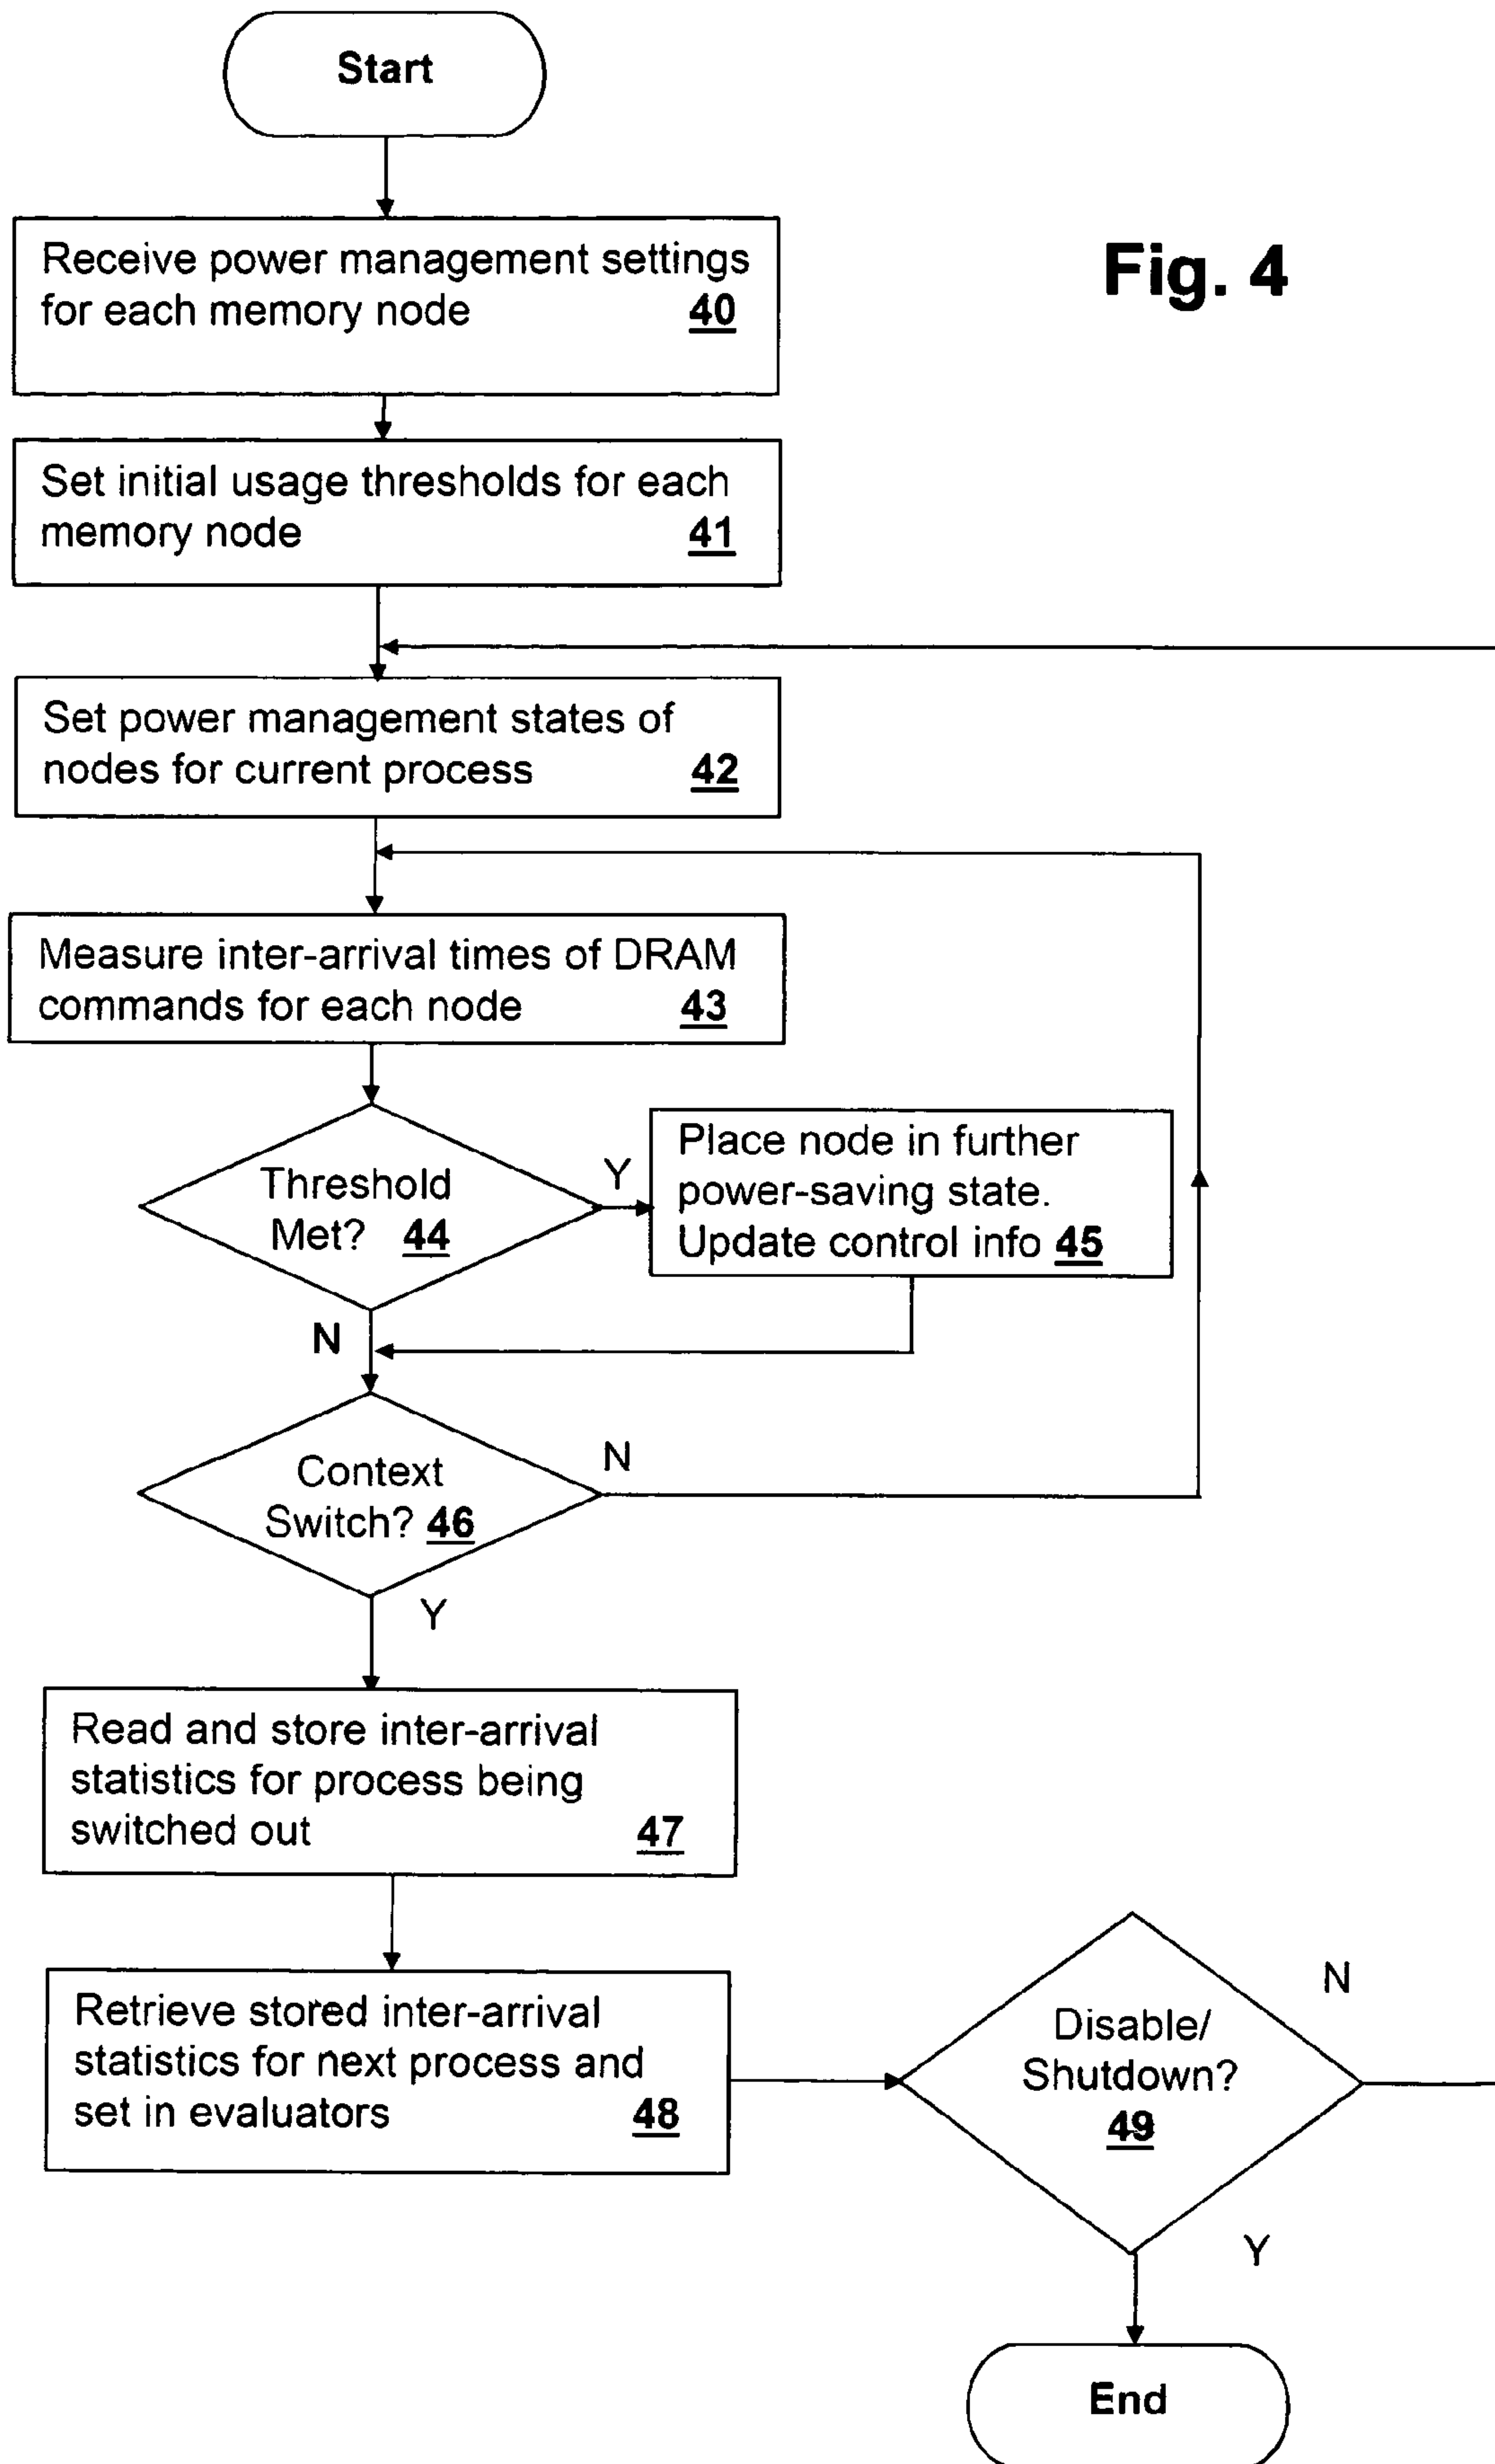 Start
Receive power management settings
for each memory node 40
Fig. 4
Set initial usage thresholds for each
memory node 41
Set power management states of
nodes for current process 42
Measure inter-arrival times of DRAM
commands for each node 43
Threshold
Met? 44
Y
Place node in further
power-saving state.
Update control info 45
N
Context
Switch? 46
N
Y
Read and store inter-arrival
statistics for process being
switched out 47
Retrieve stored inter-arrival
statistics for next process and
set in evaluators 48
Disable/
Shutdown?
49
N
Y
End